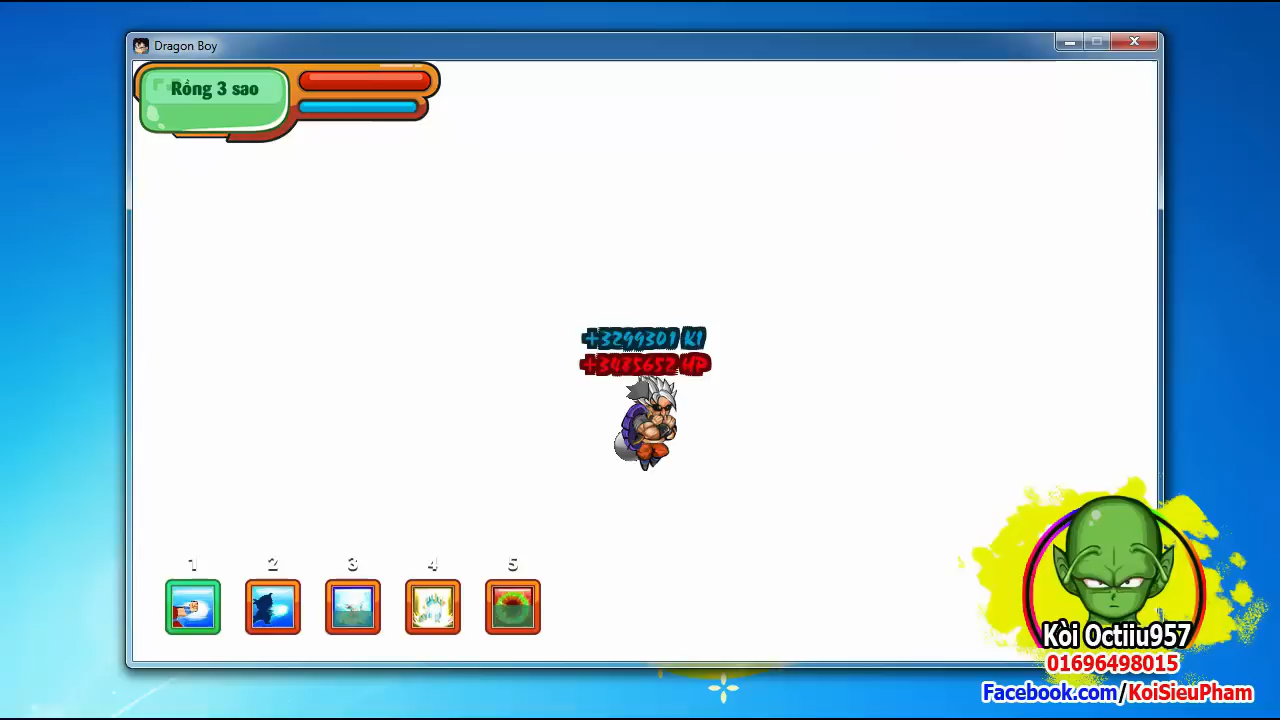 Dragon Boy
Rồng 3 sao
+3299301 KI
+3485652 HP
1 2 3 4 5
Kòi Octiiu957
01696498015
Facebook.com/KoiSieuPham